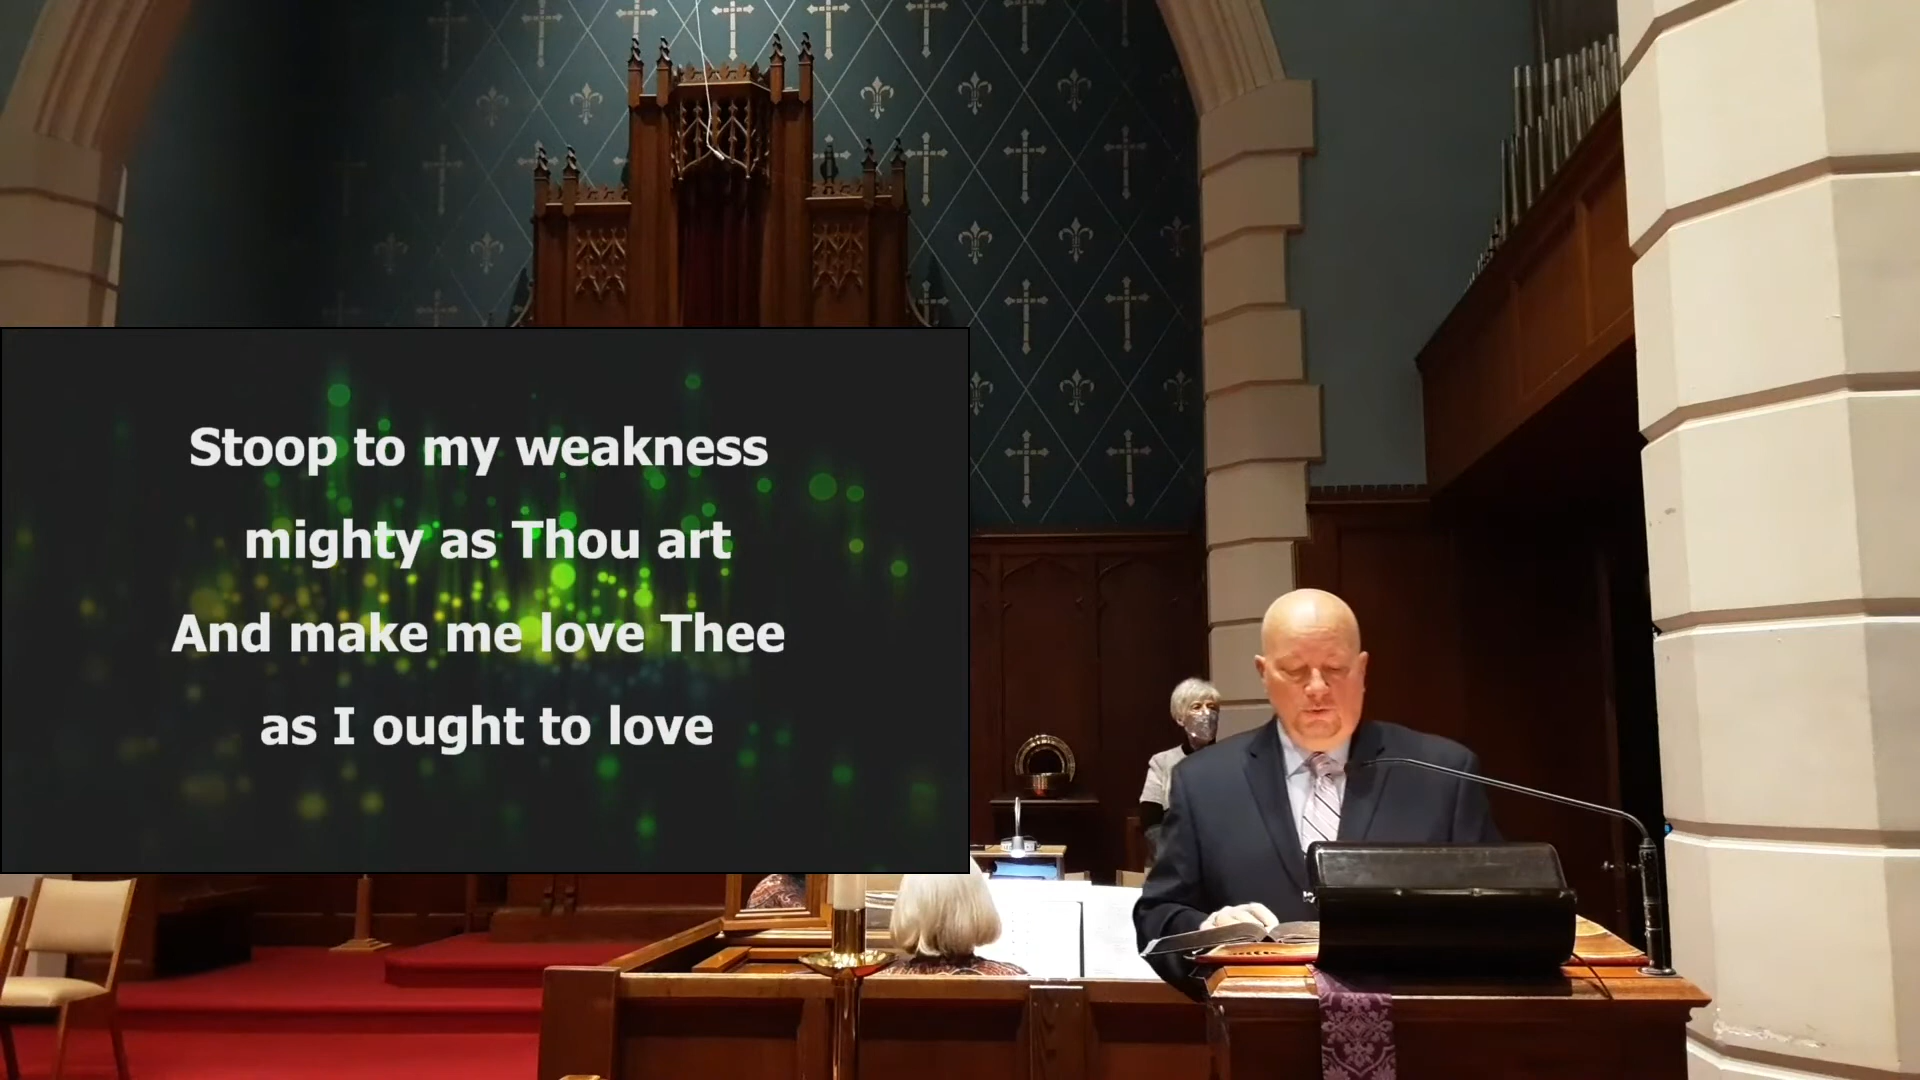 Stoop to my weakness
mighty as Thou art
And make me love Thee
as I ought to love